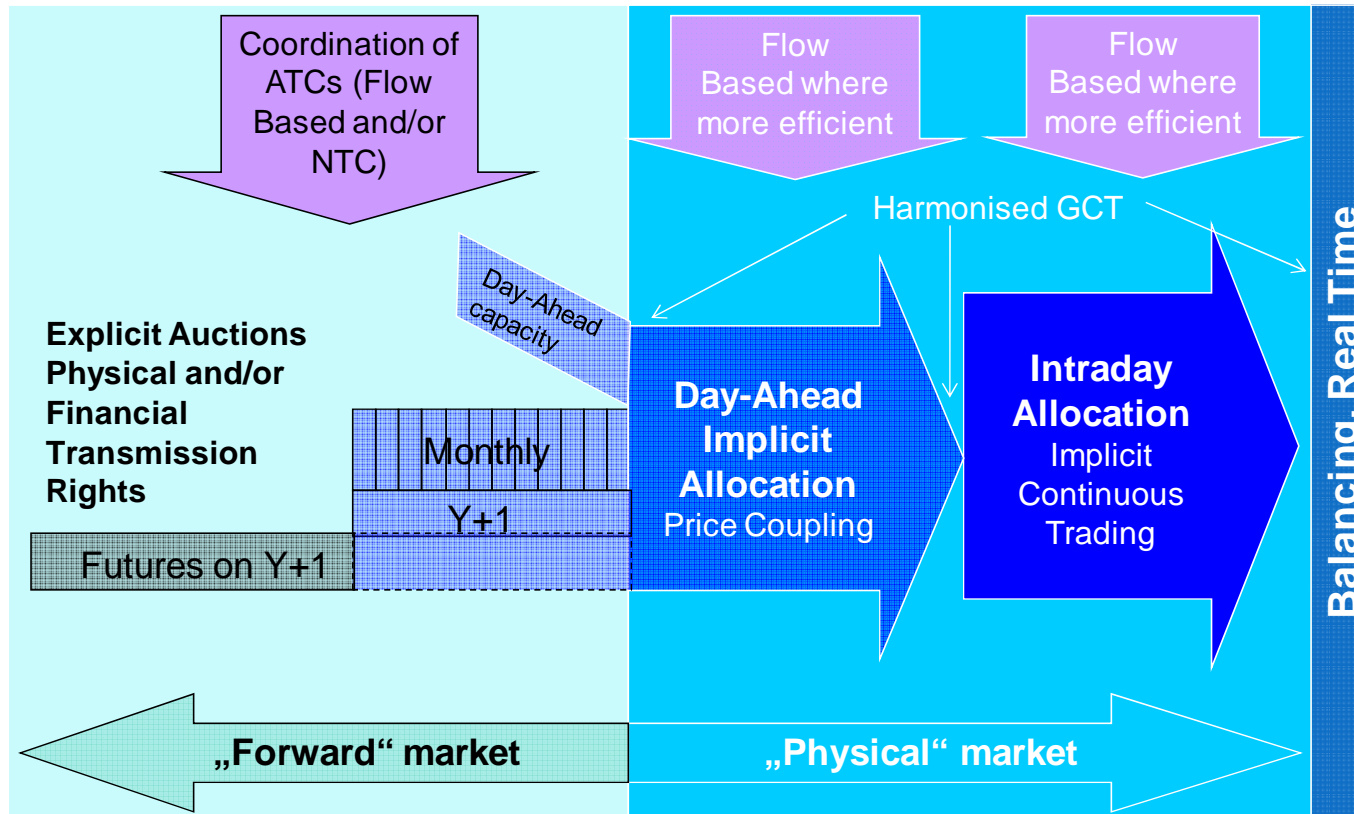 Coordination of
ATCs (Flow
Based and/or
NTC)
Flow
Based where
more efficient
Flow
Based where
more efficient
Harmonised GCT
Day-Ahead
capacity
Explicit Auctions
Physical and/or
Financial
Transmission
Rights
Monthly
Y+1
Futures on Y+1
Day-Ahead
Implicit
Allocation
Price Coupling
Intraday
Allocation
Implicit
Continuous
Trading
Balancing, Real Time
„Forward“ market
„Physical“ market